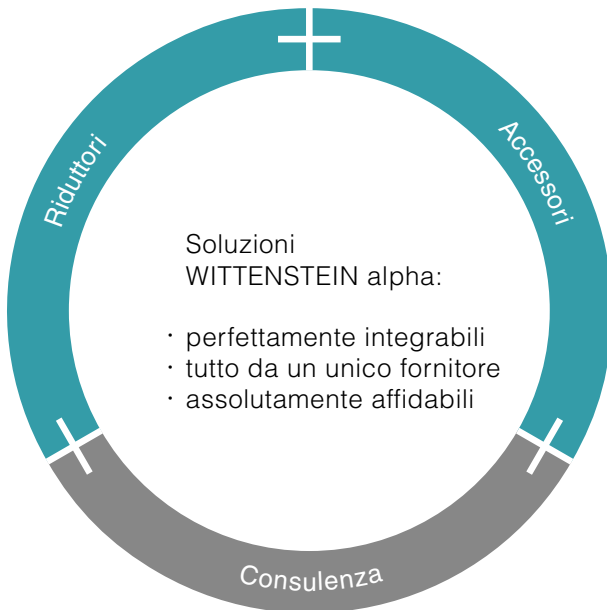 Riduttori
Accessori
Soluzioni
WITTENSTEIN alpha:
· perfettamente integrabili
· tutto da un unico fornitore
· assolutamente affidabili
Consulenza